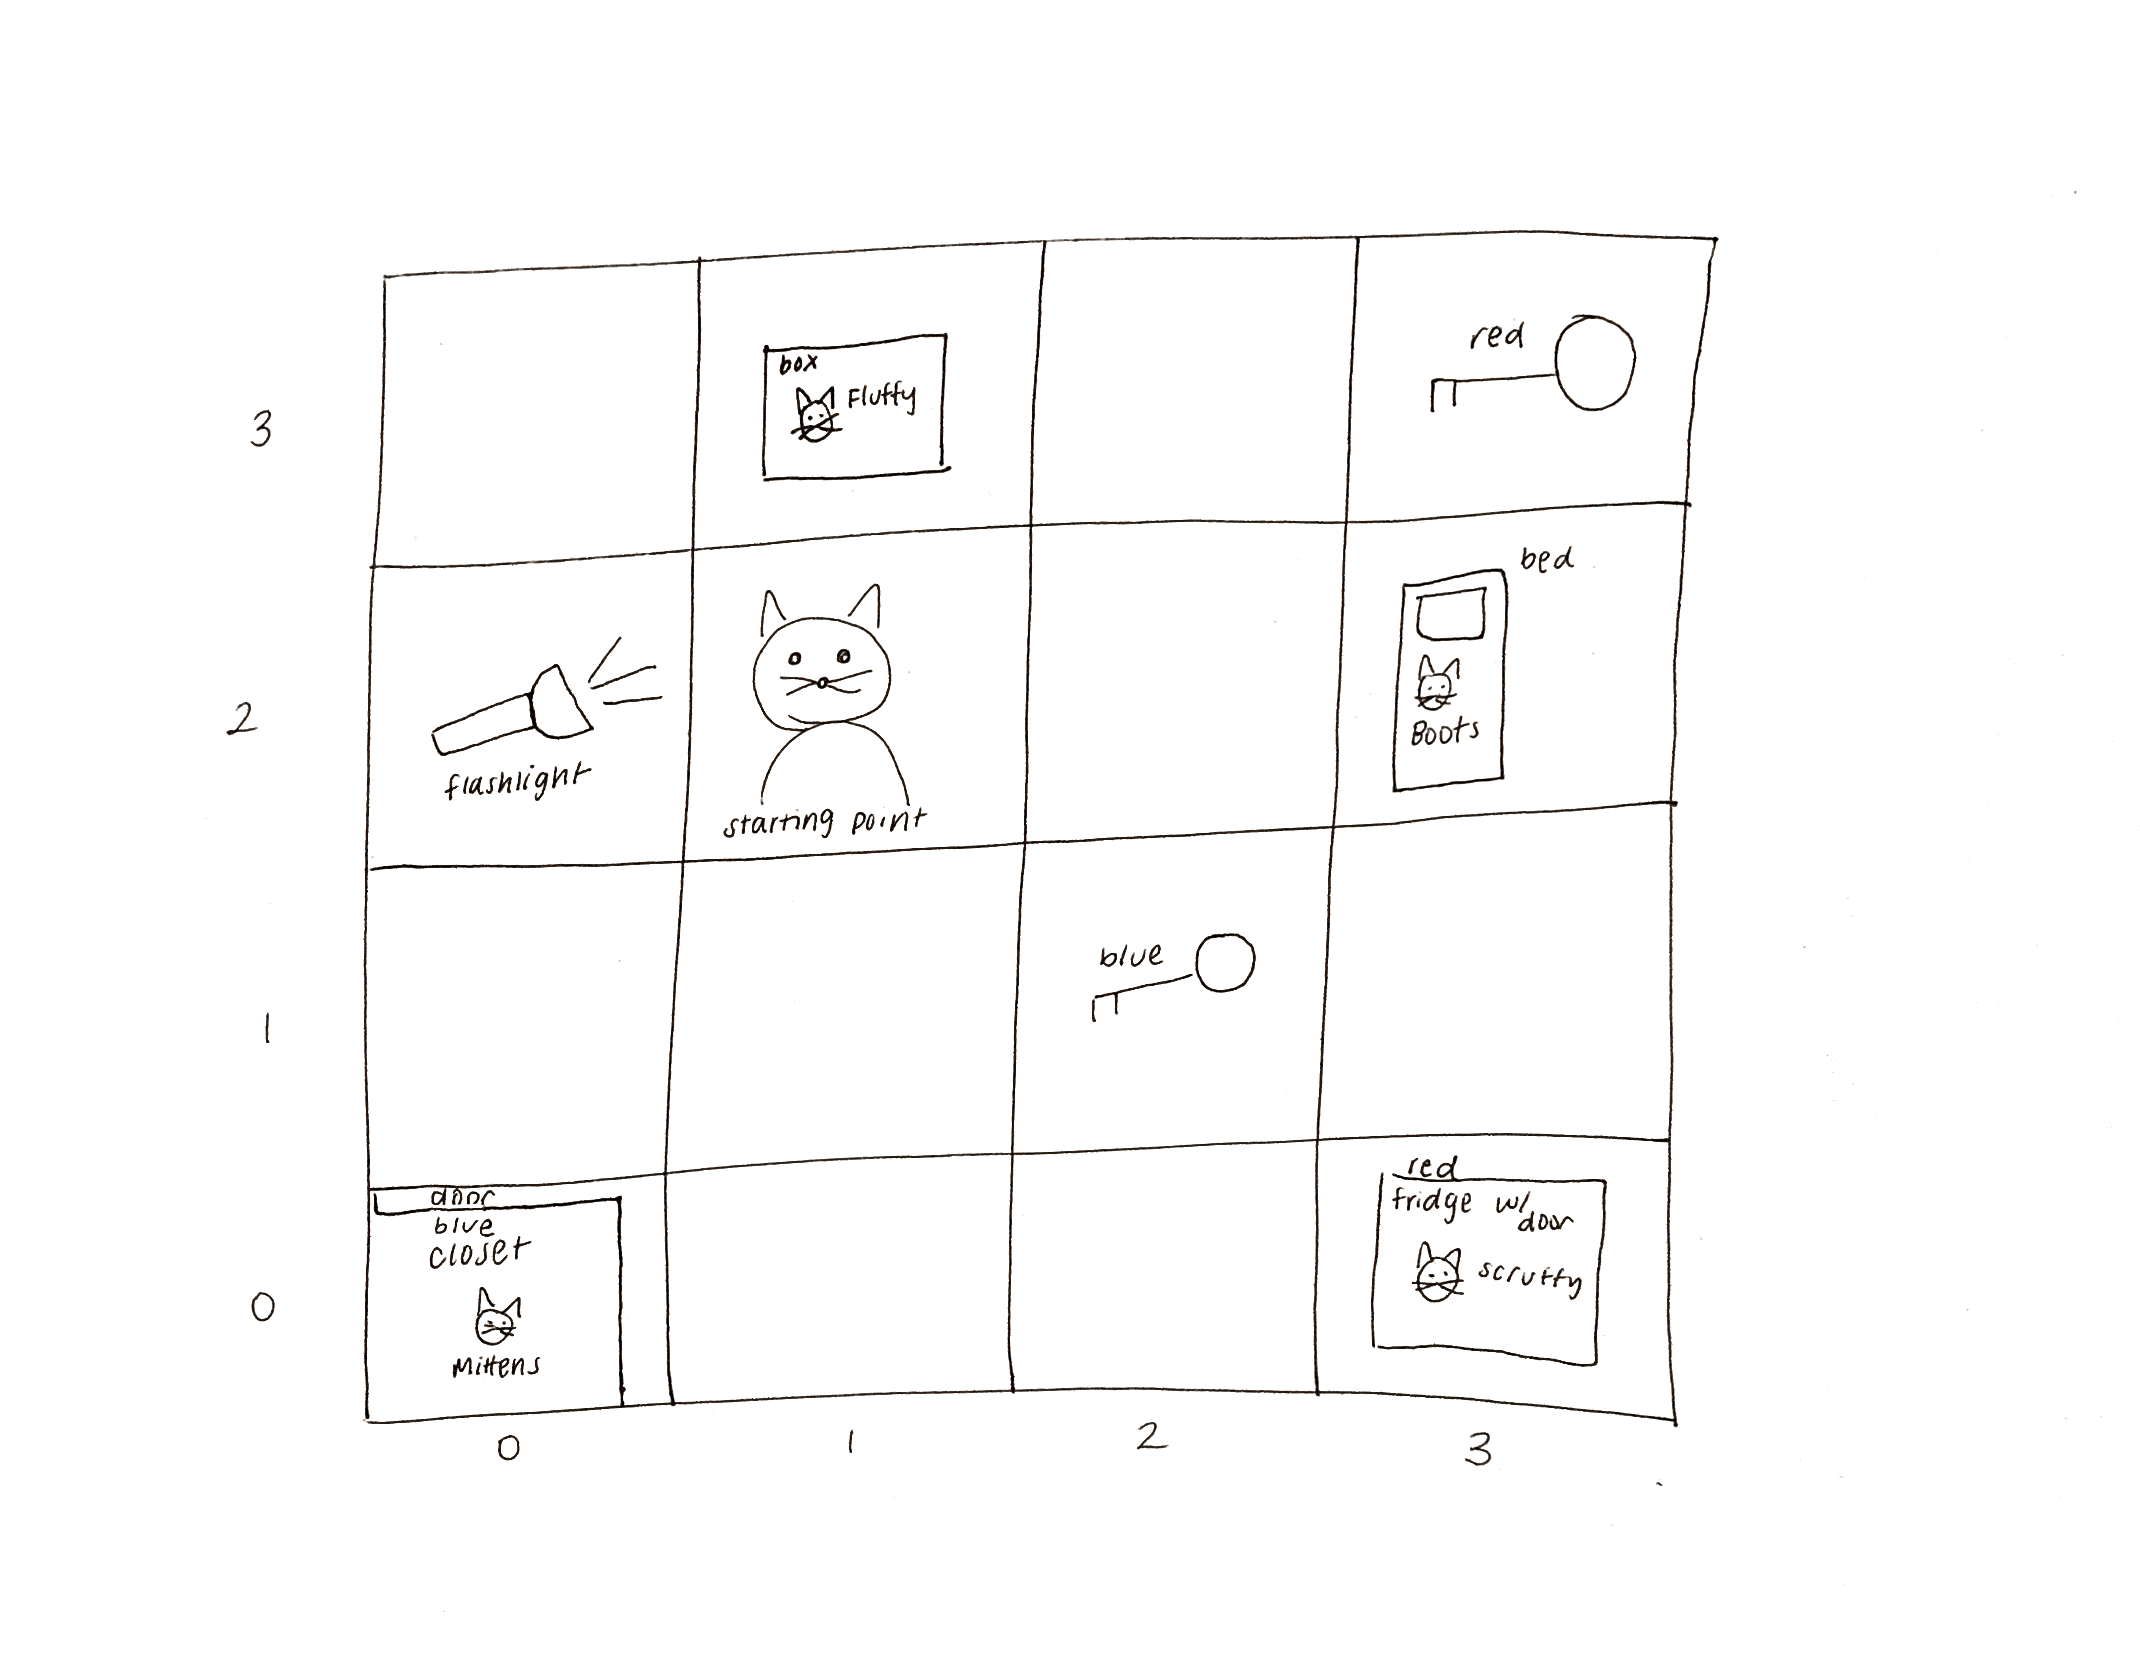 3
box
Fluffy
red
2
flashlight
starting point
bed
Boots
1
blue
0
door
blue
closet
Mittens
red
fridge w/
door
scruffy
0
1
2
3